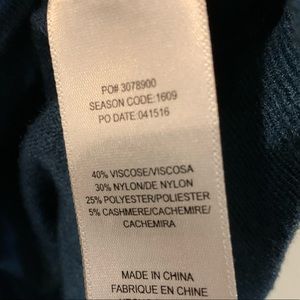 PO# 3078900
SEASON CODE:1609
PO DATE:041516
40% VISCOSE/VISCOSA
30% NYLON/DE NYLON
25% POLYESTER/POLIESTER
5% CASHMERE/CACHEMIRE/
CACHEMIRA
MADE IN CHINA
FABRIQUE EN CHINE